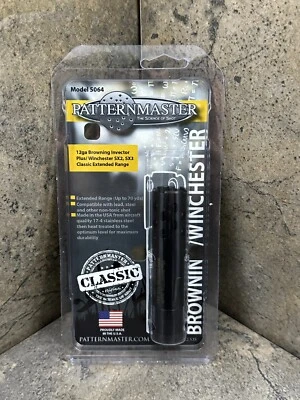 Model 5064
PATTERNMASTER
THE SCIENCE OF SHOT
12ga Browning Invector
Plus/ Winchester SX2, SX3
Classic Extended Range
Extended Range (Up to 70 yds)
Compatible with lead, steel
and other non-toxic shot
Made in the USA from aircraft
quality 17-4 stainless steel
then heat treated to the
optimum level for maximum
durability
PATTERNMASTER
CLASSIC
PROUDLY MADE
IN THE U.S.A.
PATTERNMASTER.COM
BROWNIN /WINCHESTER